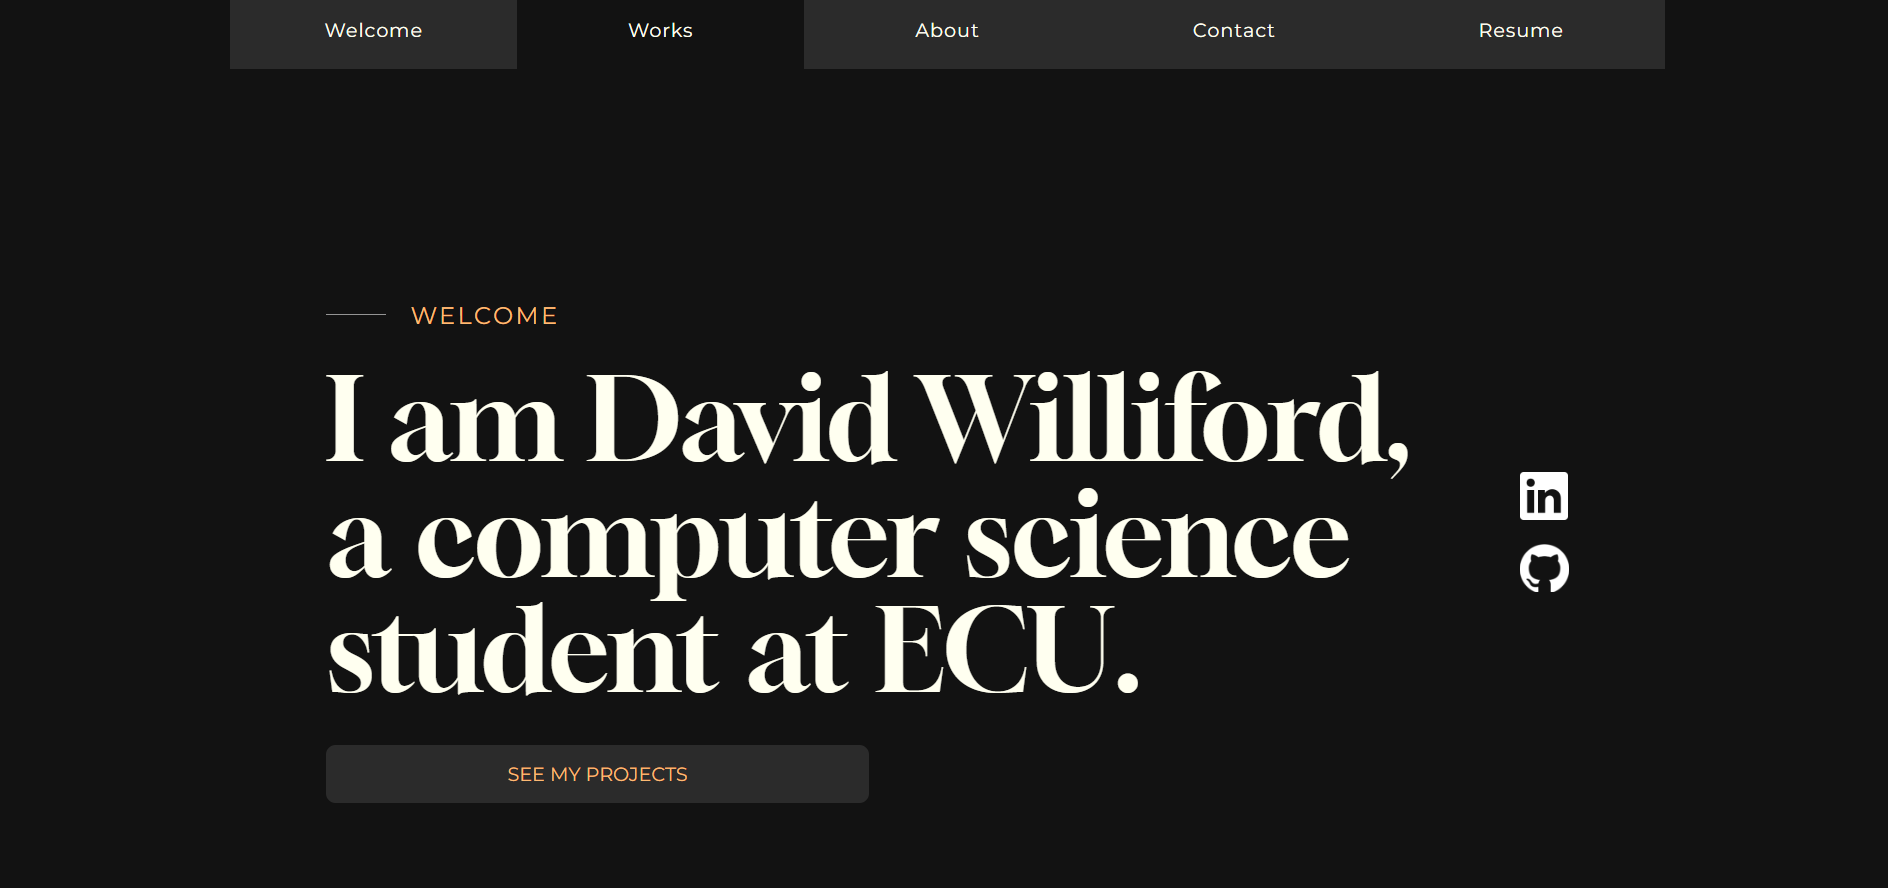 Welcome Works About Contact Resume
WELCOME
I am David Williford,
a computer science
student at ECU.
in
SEE MY PROJECTS